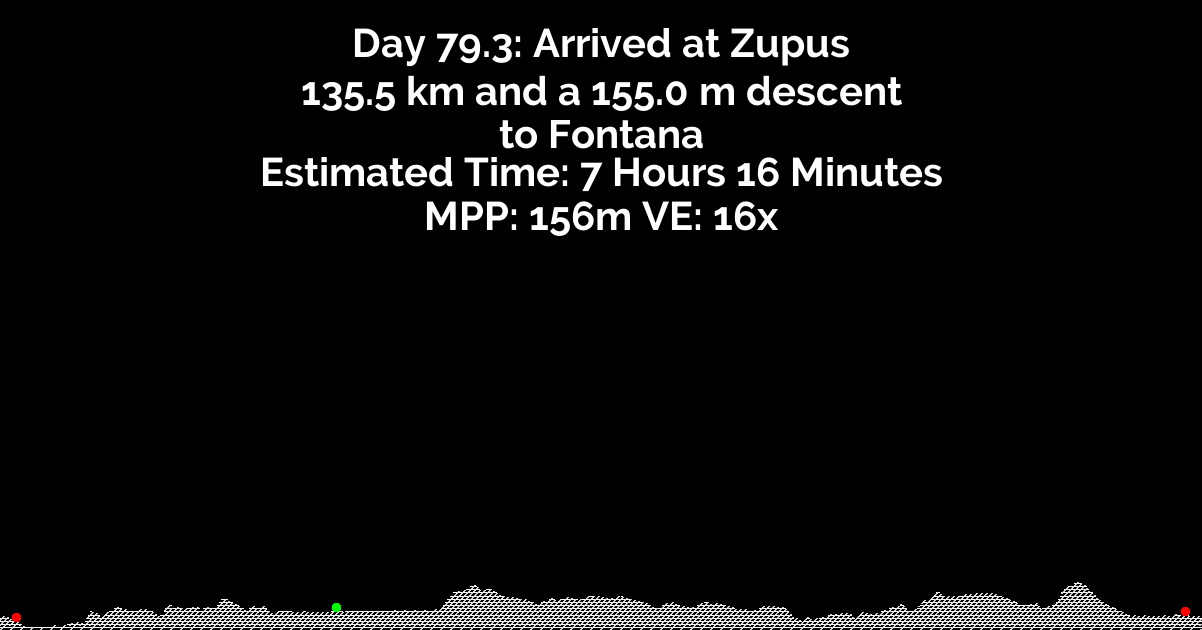 Day 79.3: Arrived at Zupus
135.5 km and a 155.0 m descent
to Fontana
Estimated Time: 7 Hours 16 Minutes
MPP: 156m VE: 16x